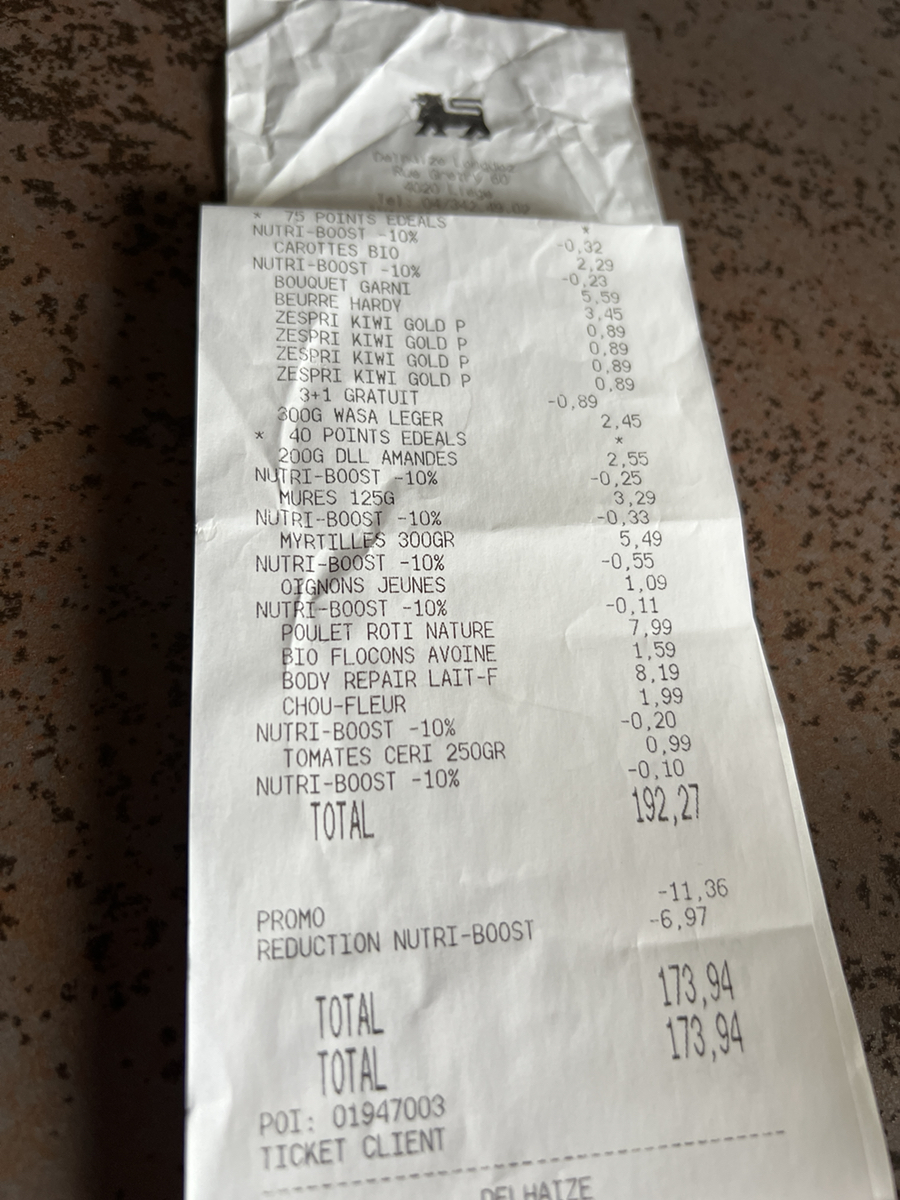 Rue Grétry 60
4020 Liège
* 75 POINTS EDEALS *
NUTRI-BOOST -10% -0,32
CAROTTES BIO 2,29
NUTRI-BOOST -10% -0,23
BOUQUET GARNI 5,59
BEURRE HARDY 3,45
ZESPRI KIWI GOLD P 0,89
ZESPRI KIWI GOLD P 0,89
ZESPRI KIWI GOLD P 0,89
ZESPRI KIWI GOLD P 0,89
3+1 GRATUIT -0,89
300G WASA LEGER 2,45
* 40 POINTS EDEALS *
200G DLL AMANDES 2,55
NUTRI-BOOST -10% -0,25
MURES 125G 3,29
NUTRI-BOOST -10% -0,33
MYRTILLES 300GR 5,49
NUTRI-BOOST -10% -0,55
OIGNONS JEUNES 1,09
NUTRI-BOOST -10% -0,11
POULET ROTI NATURE 7,99
BIO FLOCONS AVOINE 1,59
BODY REPAIR LAIT-F 8,19
CHOU-FLEUR 1,99
NUTRI-BOOST -10% -0,20
TOMATES CERI 250GR 0,99
NUTRI-BOOST -10% -0,10
TOTAL 192,27
PROMO -11,36
REDUCTION NUTRI-BOOST -6,97
TOTAL 173,94
TOTAL 173,94
POI: 01947003
TICKET CLIENT
DELHAIZE